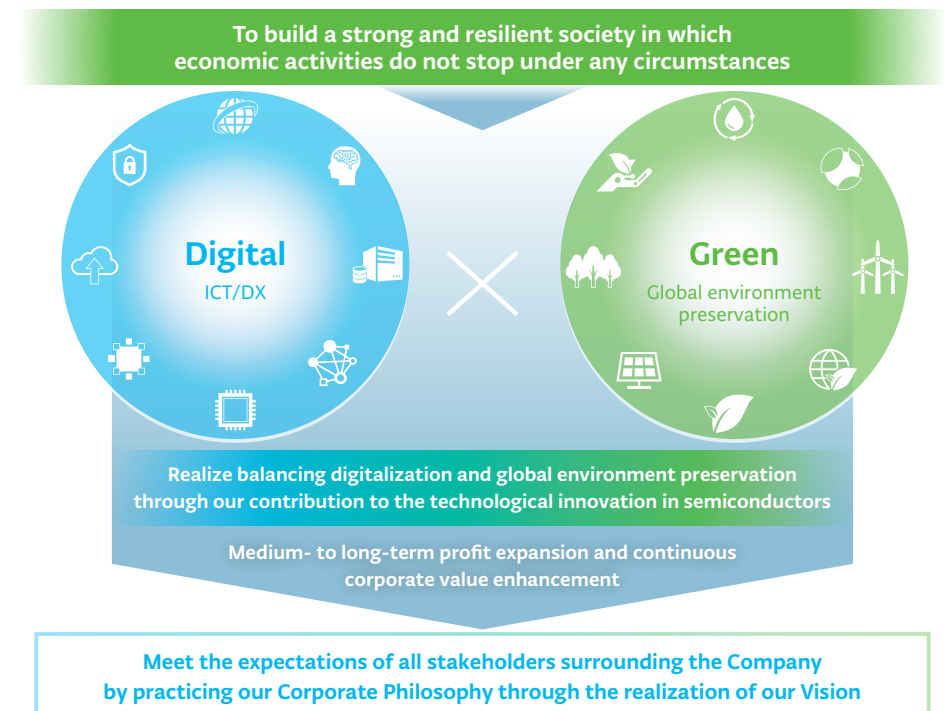 To build a strong and resilient society in which
economic activities do not stop under any circumstances
Digital
ICT/DX
Green
Global environment
preservation
Realize balancing digitalization and global environment preservation
through our contribution to the technological innovation in semiconductors
Medium- to long-term profit expansion and continuous
corporate value enhancement
Meet the expectations of all stakeholders surrounding the Company
by practicing our Corporate Philosophy through the realization of our Vision